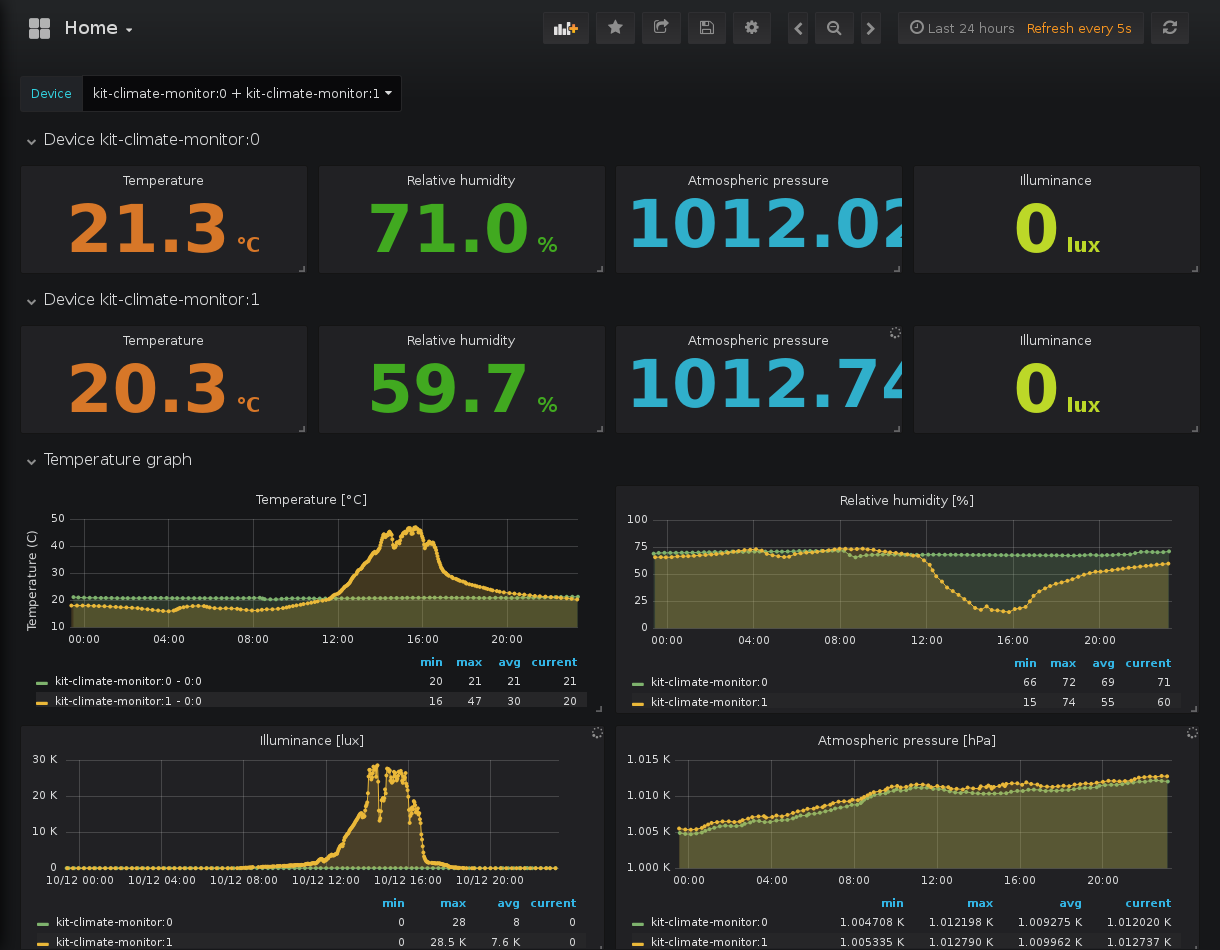 Home
Last 24 hours Refresh every 5s
Device kit-climate-monitor:0 + kit-climate-monitor:1
Device kit-climate-monitor:0
Temperature Relative humidity Atmospheric pressure Illuminance
21.3 °C 71.0 % 1012.02 0 lux
Device kit-climate-monitor:1
Temperature Relative humidity Atmospheric pressure Illuminance
20.3 °C 59.7 % 1012.74 0 lux
Temperature graph
Temperature [°C]
Temperature (C)
50
40
30
20
10
00:00 04:00 08:00 12:00 16:00 20:00
min max avg current
kit-climate-monitor:0 - 0:0 20 21 21 21
kit-climate-monitor:1 - 0:0 16 47 30 20
Relative humidity [%]
100
75
50
25
0
00:00 04:00 08:00 12:00 16:00 20:00
min max avg current
kit-climate-monitor:0 66 72 69 71
kit-climate-monitor:1 15 74 55 60
Illuminance [lux]
30 K
20 K
10 K
0
10/12 00:00 10/12 04:00 10/12 08:00 10/12 12:00 10/12 16:00 10/12 20:00
min max avg current
kit-climate-monitor:0 0 28 8 0
kit-climate-monitor:1 0 28.5 K 7.6 K 0
Atmospheric pressure [hPa]
1.015 K
1.010 K
1.005 K
1.000 K
00:00 04:00 08:00 12:00 16:00 20:00
min max avg current
kit-climate-monitor:0 1.004708 K 1.012198 K 1.009275 K 1.012020 K
kit-climate-monitor:1 1.005335 K 1.012790 K 1.009962 K 1.012737 K